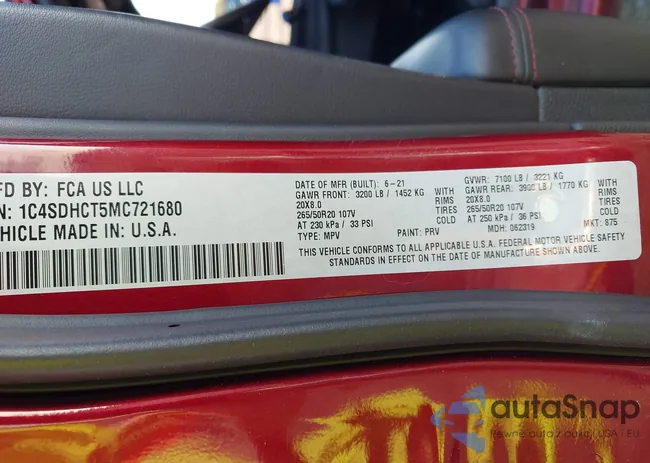 MFD BY: FCA US LLC
1C4SDHCT5MC721680
VEHICLE MADE IN: U.S.A.
DATE OF MFR (BUILT): 6-21
GAWR FRONT: 3200 LB / 1452 KG WITH
20X8.0 RIMS
265/50R20 107V TIRES
AT 230 kPa / 33 PSI COLD
TYPE: MPV PAINT: PRV
GVWR: 7100 LB / 3221 KG
GAWR REAR: 3900 LB / 1770 KG WITH
20X8.0 RIMS
265/50R20 107V TIRES
AT 250 kPa / 36 PSI COLD
MDH: 062319 MKT: 875
THIS VEHICLE CONFORMS TO ALL APPLICABLE U.S.A. FEDERAL MOTOR VEHICLE SAFETY
STANDARDS IN EFFECT ON THE DATE OF MANUFACTURE SHOWN ABOVE.
autoSnap